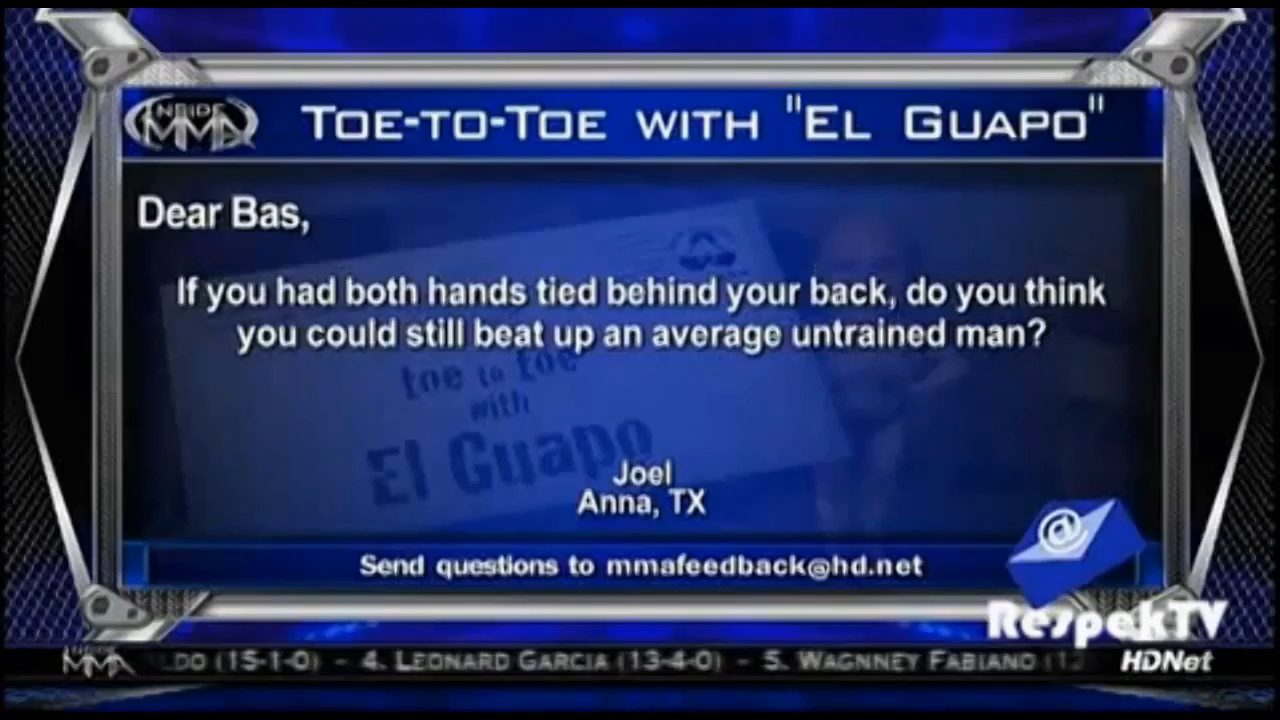 INSIDE MMA
TOE-TO-TOE WITH "EL GUAPO"
Dear Bas,
If you had both hands tied behind your back, do you think
you could still beat up an average untrained man?
toe to toe
with
El Guapo
Joel
Anna, TX
@
Send questions to mmafeedback@hd.net
RespekTV
HDNet
INSIDE MMA
LDO (15-1-0) - 4. LEONARD GARCIA (13-4-0) - 5. WAGNNEY FABIANO (12